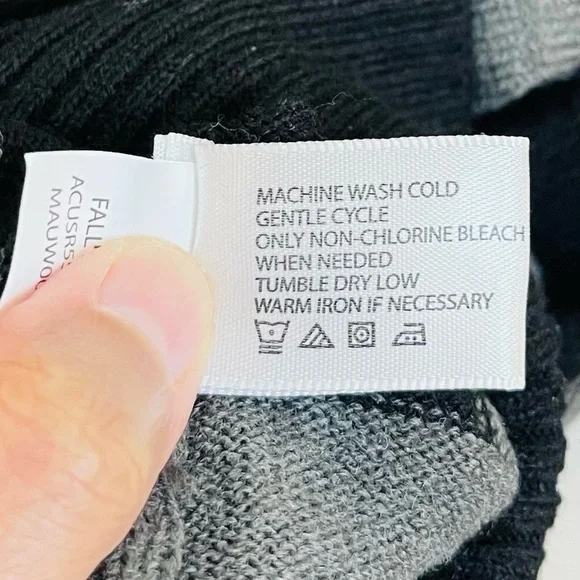 MACHINE WASH COLD
GENTLE CYCLE
ONLY NON-CHLORINE BLEACH
WHEN NEEDED
TUMBLE DRY LOW
WARM IRON IF NECESSARY